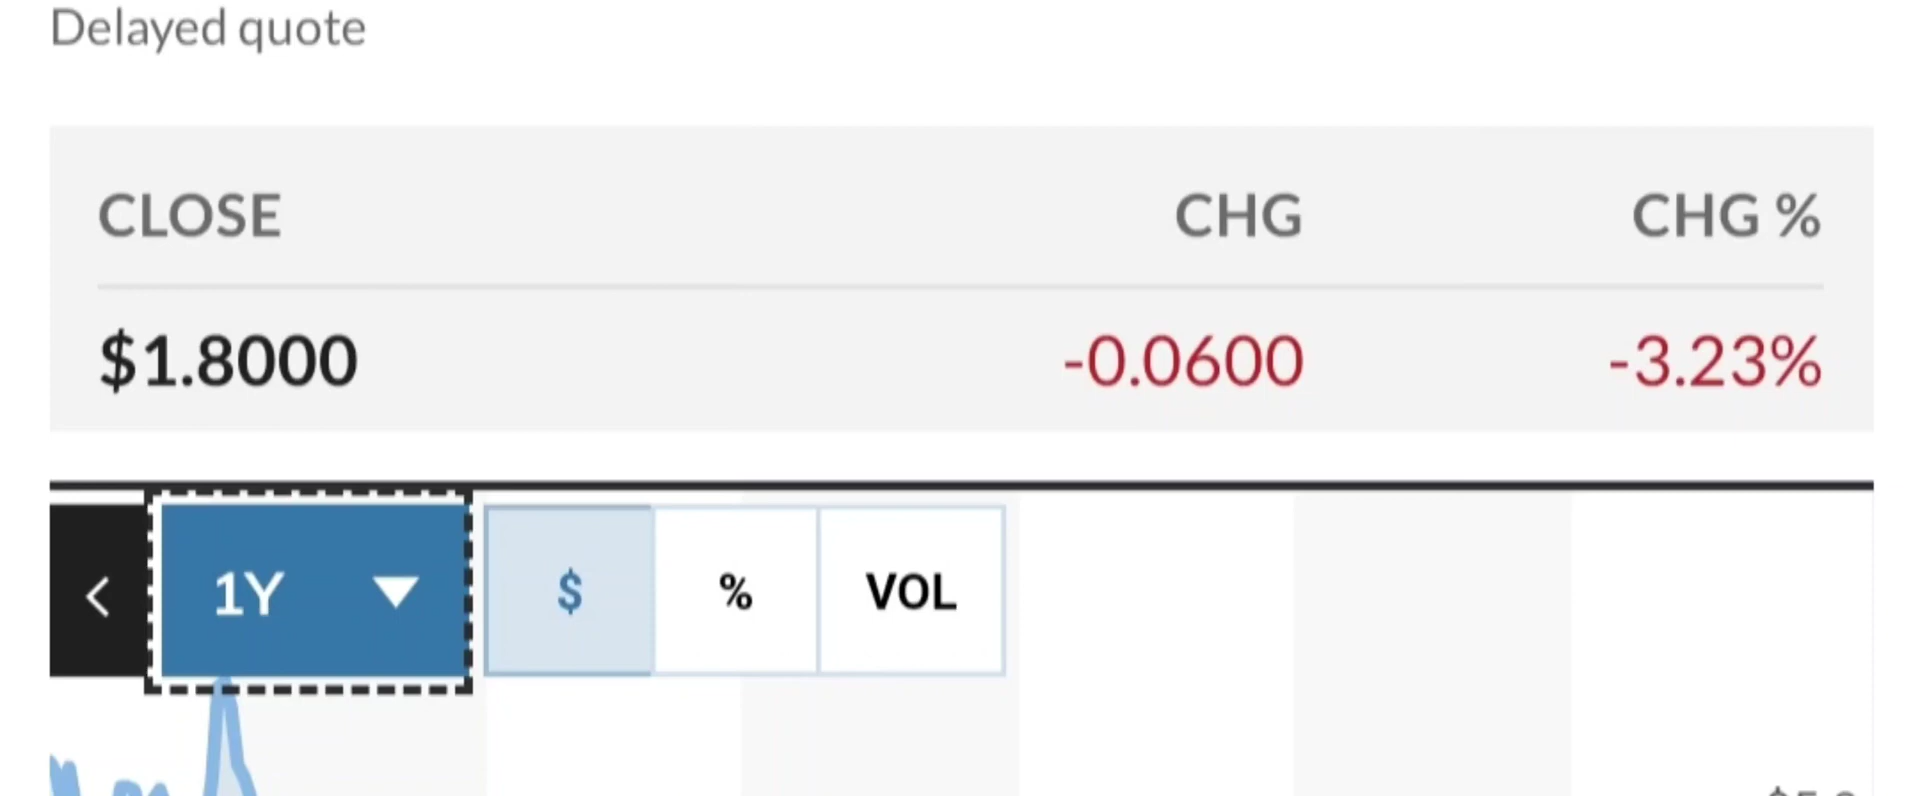 Delayed quote
CLOSE CHG CHG %
$1.8000 -0.0600 -3.23%
1Y $ % VOL